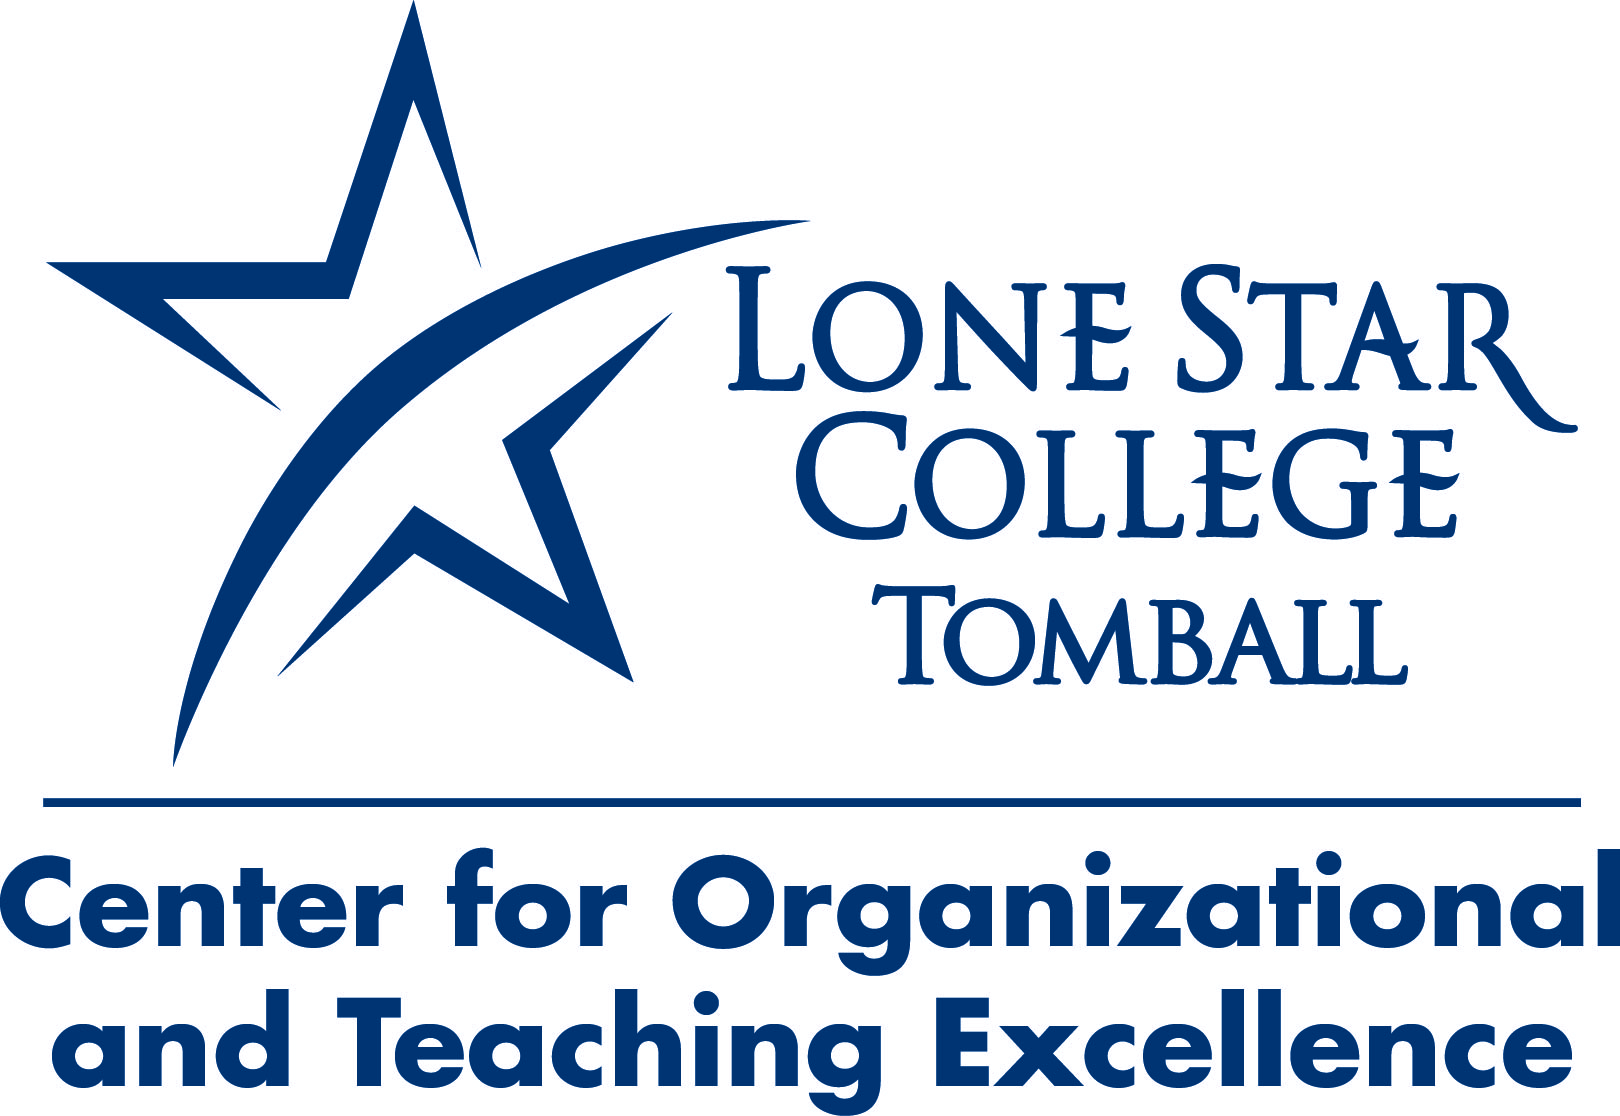 LONE STAR
COLLEGE
TOMBALL
Center for Organizational
and Teaching Excellence